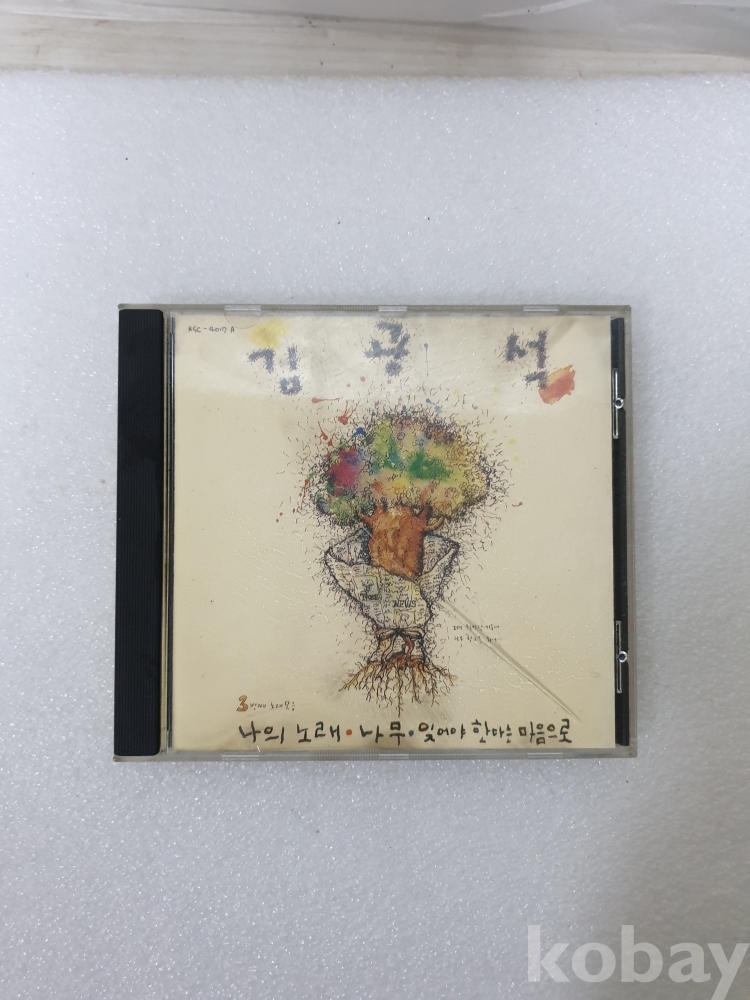 KSC - 4017 A
김 광 석
NEWS
3 번째 노래모음
나의 노래 • 나무 • 잊어야 한다는 마음으로
kobay